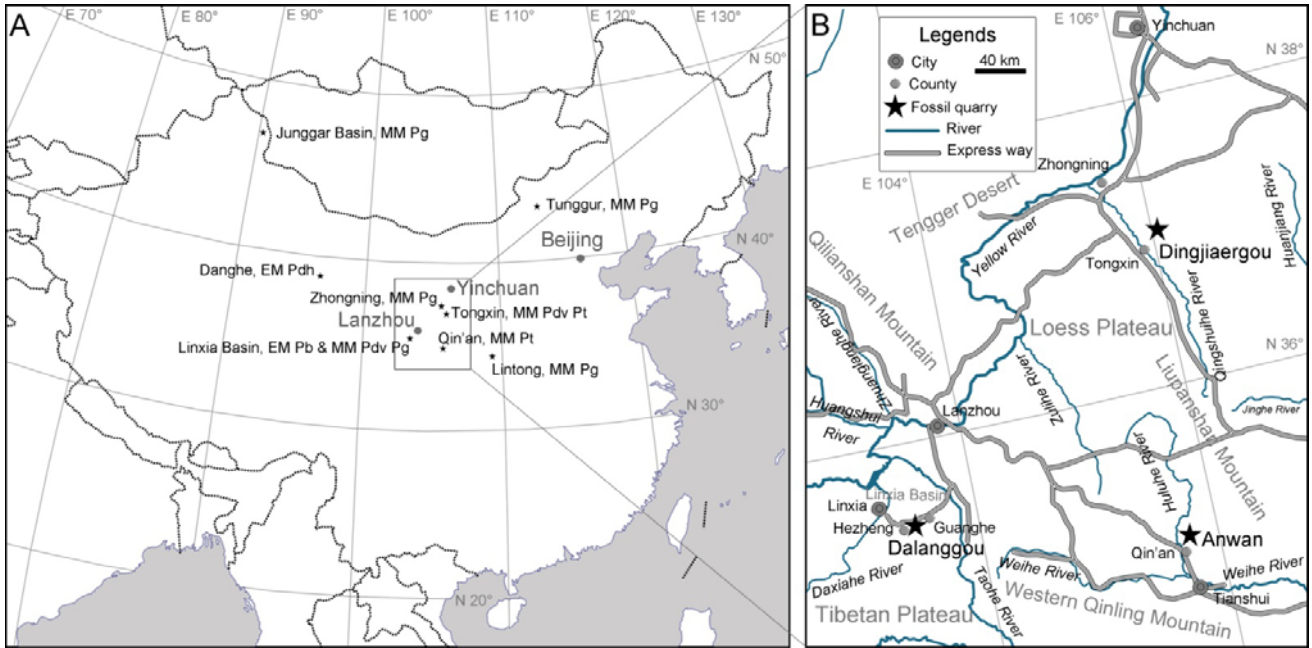 A
E 70°
E 80°
E 90°
E 100°
E 110°
E 120°
E 130°
N 50°
Junggar Basin, MM Pg
Tunggur, MM Pg
Beijing
N 40°
Danghe, EM Pdh
Yinchuan
Zhongning, MM Pg
Tongxin, MM Pdv Pt
Lanzhou
Qin'an, MM Pt
Linxia Basin, EM Pb & MM Pdv Pg
Lintong, MM Pg
N 30°
N 20°
B
E 106°
Yinchuan
Legends
City
40 km
County
Fossil quarry
River
Express way
N 38°
Zhongning
E 104°
Tengger Desert
Huanjiang River
Yellow River
Dingjiaergou
Tongxin
Qilianshan Mountain
Loess Plateau
Qingshuihe River
N 36°
Zhuanglanghe River
Zulihe River
Liupanshan Mountain
Huangshui
River
Lanzhou
Jinghe River
Huluhe River
Linxia Basin
Linxia
Hezheng
Guanghe
Dalanggou
Anwan
Qin'an
Daxiahe River
Weihe River
Weihe River
Tianshui
Taohe River
Western Qinling Mountain
Tibetan Plateau